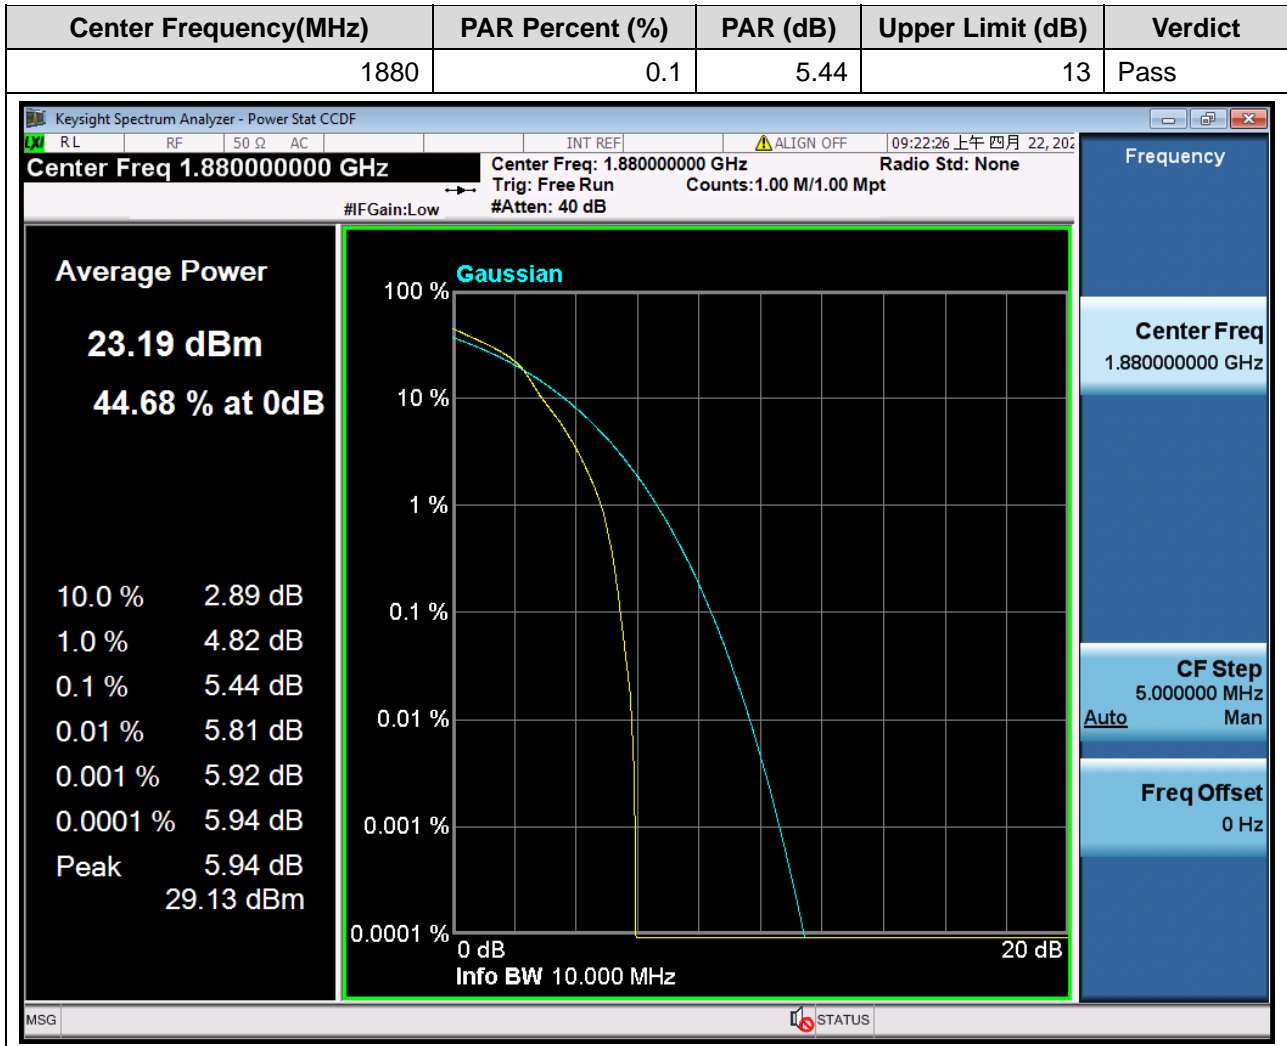 Center Frequency(MHz) PAR Percent (%) PAR (dB) Upper Limit (dB) Verdict
1880 0.1 5.44 13 Pass
Keysight Spectrum Analyzer - Power Stat CCDF
LXI RL RF 50 Ω AC INT REF ALIGN OFF 09:22:26 上午 四月 22, 202
Center Freq 1.880000000 GHz
Center Freq: 1.880000000 GHz Radio Std: None
Trig: Free Run Counts:1.00 M/1.00 Mpt
#IFGain:Low #Atten: 40 dB
Average Power
23.19 dBm
44.68 % at 0dB
10.0 % 2.89 dB
1.0 % 4.82 dB
0.1 % 5.44 dB
0.01 % 5.81 dB
0.001 % 5.92 dB
0.0001 % 5.94 dB
Peak 5.94 dB
29.13 dBm
Gaussian
100 %
10 %
1 %
0.1 %
0.01 %
0.001 %
0.0001 %
0 dB 20 dB
Info BW 10.000 MHz
Frequency
Center Freq
1.880000000 GHz
CF Step
5.000000 MHz
Auto Man
Freq Offset
0 Hz
MSG STATUS